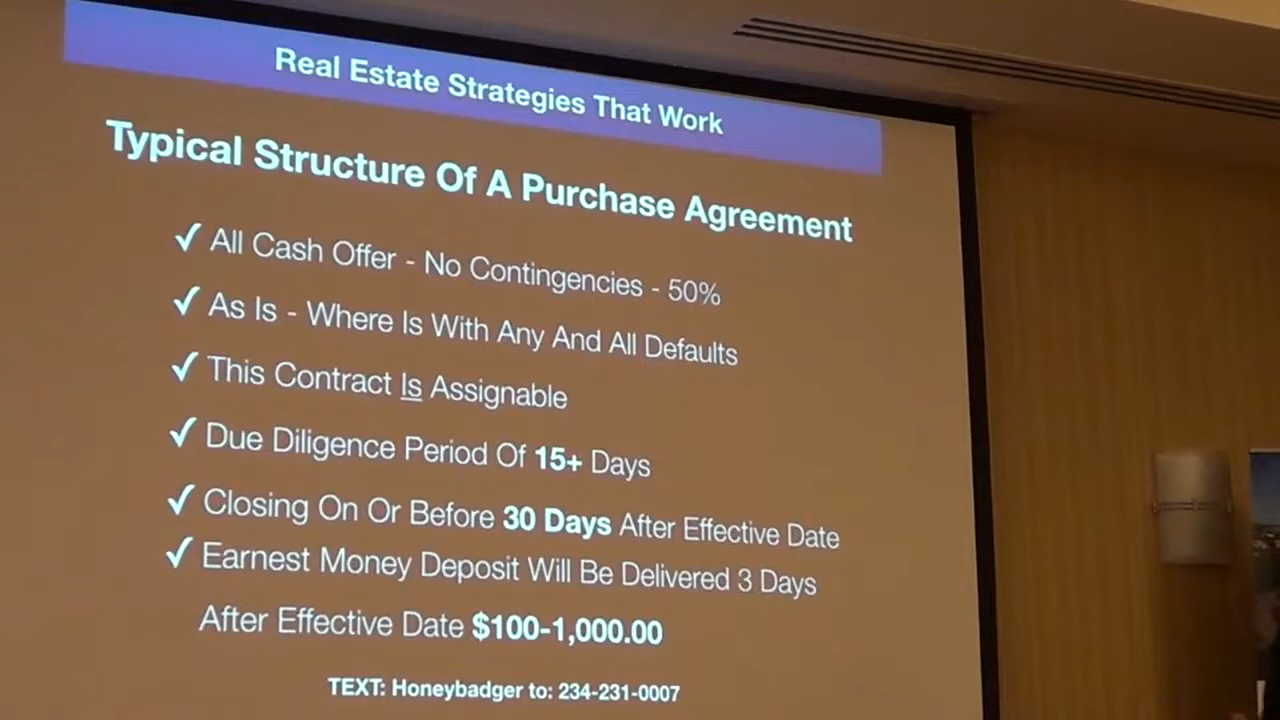 Real Estate Strategies That Work
Typical Structure Of A Purchase Agreement
✓ All Cash Offer - No Contingencies - 50%
✓ As Is - Where Is With Any And All Defaults
✓ This Contract Is Assignable
✓ Due Diligence Period Of 15+ Days
✓ Closing On Or Before 30 Days After Effective Date
✓ Earnest Money Deposit Will Be Delivered 3 Days
After Effective Date $100-1,000.00
TEXT: Honeybadger to: 234-231-0007